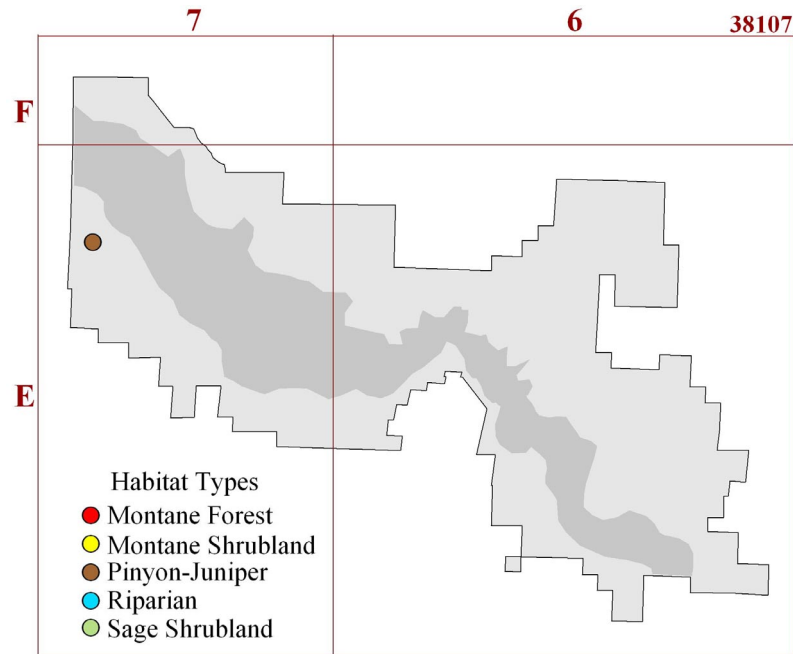 7 6 38107
F
E
Habitat Types
Montane Forest
Montane Shrubland
Pinyon-Juniper
Riparian
Sage Shrubland